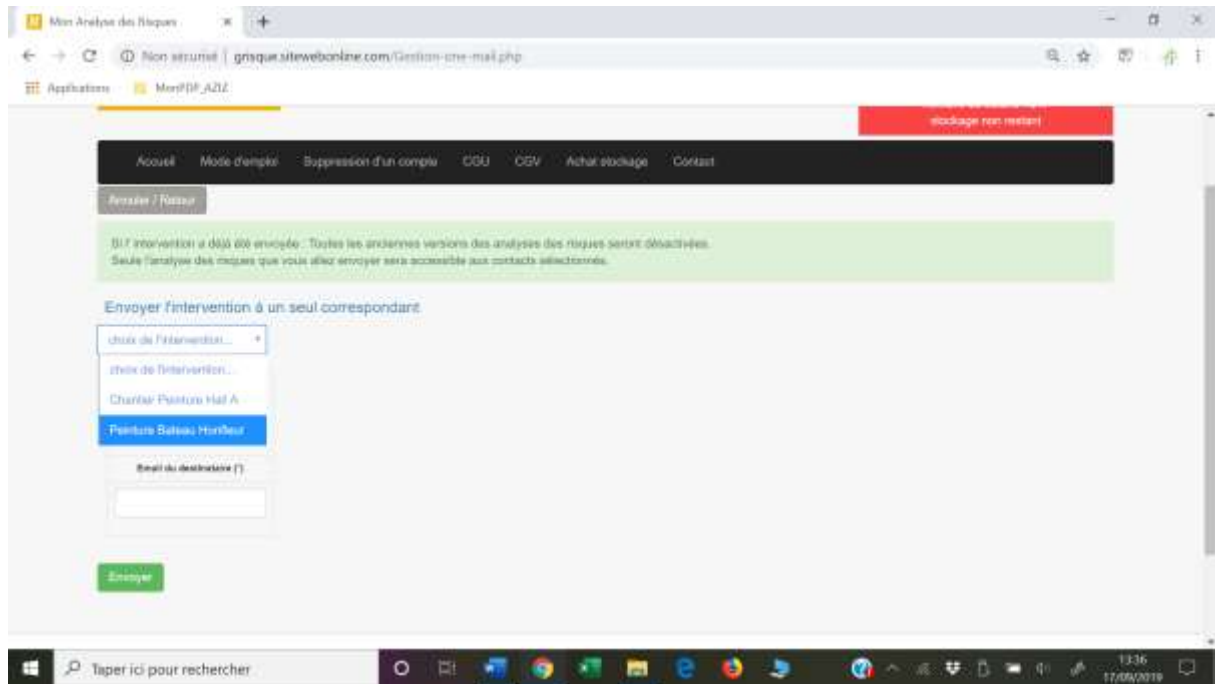 Mon Analyse des Risques
Non sécurisé | grisque.sitewebonline.com/Gestion-one-mail.php
Applications MonPDP_AZIZ
stockage non restant
Accueil Mode d'emploi Suppression d'un compte CGU CGV Achat stockage Contact
Annuler / Retour
Si l' intervention a déjà été envoyée : Toutes les anciennes versions des analyses des risques seront désactivées.
Seule l'analyse des risques que vous allez envoyer sera accessible aux contacts sélectionnés.
Envoyer l'intervention à un seul correspondant
choix de l'intervention...
choix de l'intervention...
Chantier Peinture Hall A
Peinture Bateau Honfleur
Email du destinataire (*)
Envoyer
Taper ici pour rechercher
13:36
17/09/2019